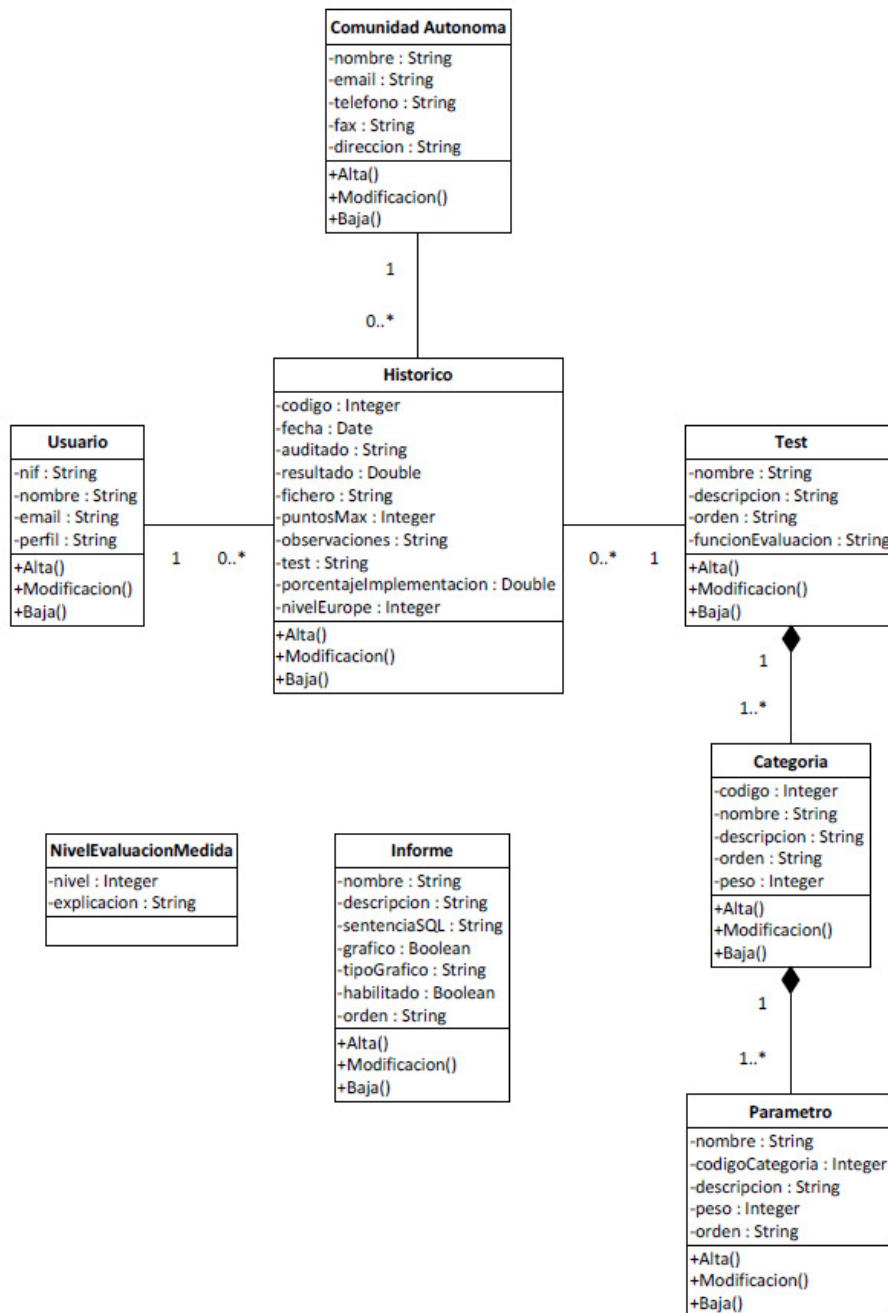 Comunidad Autonoma
-nombre : String
-email : String
-telefono : String
-fax : String
-direccion : String
+Alta()
+Modificacion()
+Baja()
1
0..*
Historico
-codigo : Integer
-fecha : Date
-auditado : String
-resultado : Double
-fichero : String
-puntosMax : Integer
-observaciones : String
-test : String
-porcentajeImplementacion : Double
-nivelEurope : Integer
+Alta()
+Modificacion()
+Baja()
Usuario
-nif : String
-nombre : String
-email : String
-perfil : String
+Alta()
+Modificacion()
+Baja()
1
0..*
0..*
1
Test
-nombre : String
-descripcion : String
-orden : String
-funcionEvaluacion : String
+Alta()
+Modificacion()
+Baja()
1
1..*
Categoria
-codigo : Integer
-nombre : String
-descripcion : String
-orden : String
-peso : Integer
+Alta()
+Modificacion()
+Baja()
NivelEvaluacionMedida
-nivel : Integer
-explicacion : String
Informe
-nombre : String
-descripcion : String
-sentenciaSQL : String
-grafico : Boolean
-tipoGrafico : String
-habilitado : Boolean
-orden : String
+Alta()
+Modificacion()
+Baja()
1
1..*
Parametro
-nombre : String
-codigoCategoria : Integer
-descripcion : String
-peso : Integer
-orden : String
+Alta()
+Modificacion()
+Baja()